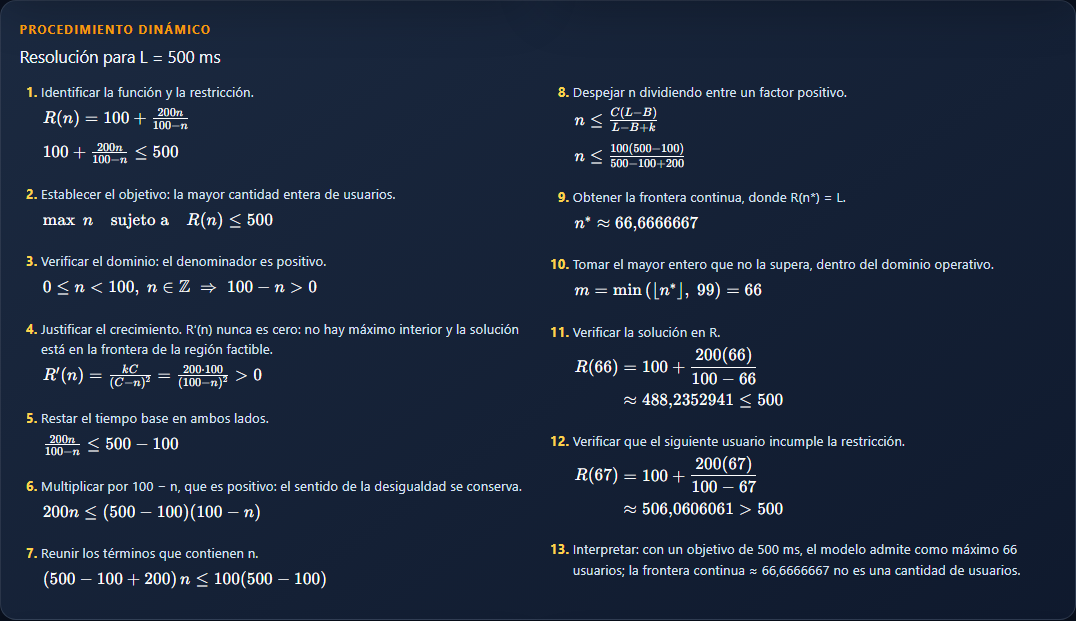 PROCEDIMIENTO DINÁMICO
Resolución para L = 500 ms
1. Identificar la función y la restricción.
R(n) = 100 + \frac{200n}{100−n}
100 + \frac{200n}{100−n} ≤ 500
2. Establecer el objetivo: la mayor cantidad entera de usuarios.
max n sujeto a R(n) ≤ 500
3. Verificar el dominio: el denominador es positivo.
0 ≤ n < 100, n ∈ ℤ ⇒ 100 − n > 0
4. Justificar el crecimiento. R′(n) nunca es cero: no hay máximo interior y la solución
está en la frontera de la región factible.
R′(n) = \frac{kC}{(C−n)^2} = \frac{200·100}{(100−n)^2} > 0
5. Restar el tiempo base en ambos lados.
\frac{200n}{100−n} ≤ 500 − 100
6. Multiplicar por 100 − n, que es positivo: el sentido de la desigualdad se conserva.
200n ≤ (500 − 100)(100 − n)
7. Reunir los términos que contienen n.
(500 − 100 + 200) n ≤ 100(500 − 100)
8. Despejar n dividiendo entre un factor positivo.
n ≤ \frac{C(L−B)}{L−B+k}
n ≤ \frac{100(500−100)}{500−100+200}
9. Obtener la frontera continua, donde R(n*) = L.
n* ≈ 66,6666667
10. Tomar el mayor entero que no la supera, dentro del dominio operativo.
m = min (⌊n*⌋, 99) = 66
11. Verificar la solución en R.
R(66) = 100 + \frac{200(66)}{100 − 66}
≈ 488,2352941 ≤ 500
12. Verificar que el siguiente usuario incumple la restricción.
R(67) = 100 + \frac{200(67)}{100 − 67}
≈ 506,0606061 > 500
13. Interpretar: con un objetivo de 500 ms, el modelo admite como máximo 66
usuarios; la frontera continua ≈ 66,6666667 no es una cantidad de usuarios.